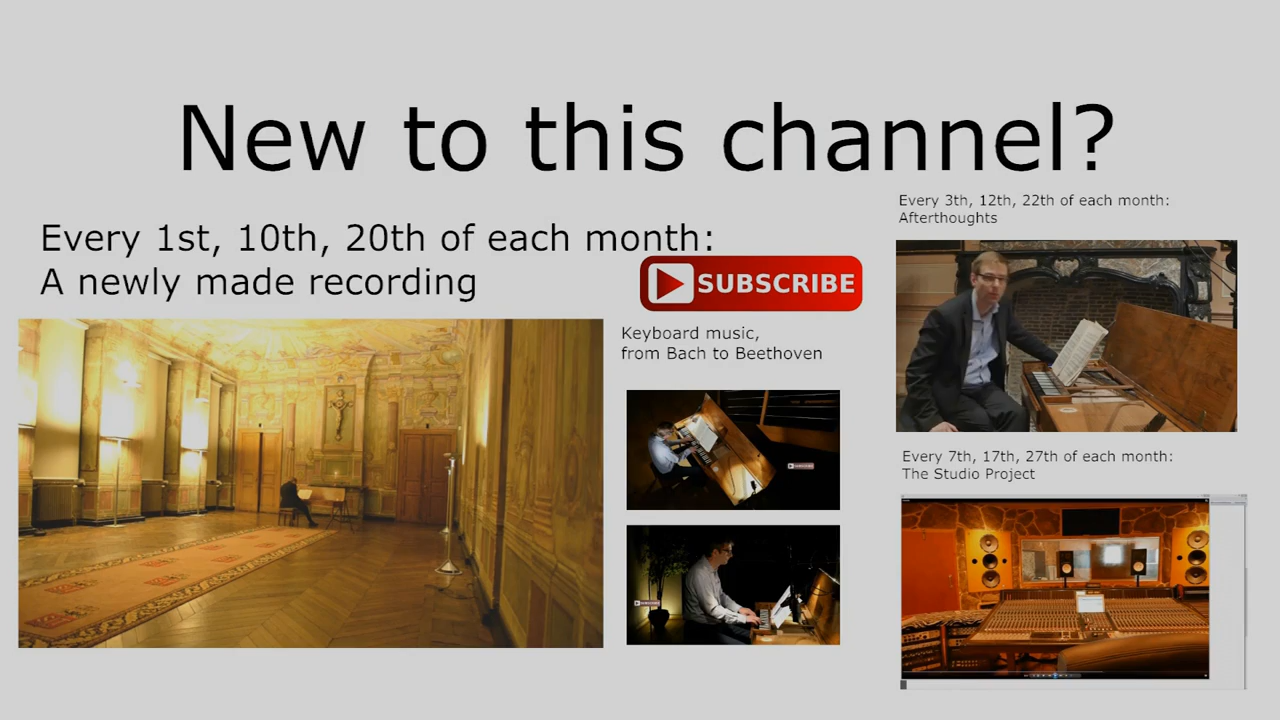 New to this channel?
Every 1st, 10th, 20th of each month:
A newly made recording
SUBSCRIBE
Keyboard music,
from Bach to Beethoven
Every 3th, 12th, 22th of each month:
Afterthoughts
Every 7th, 17th, 27th of each month:
The Studio Project